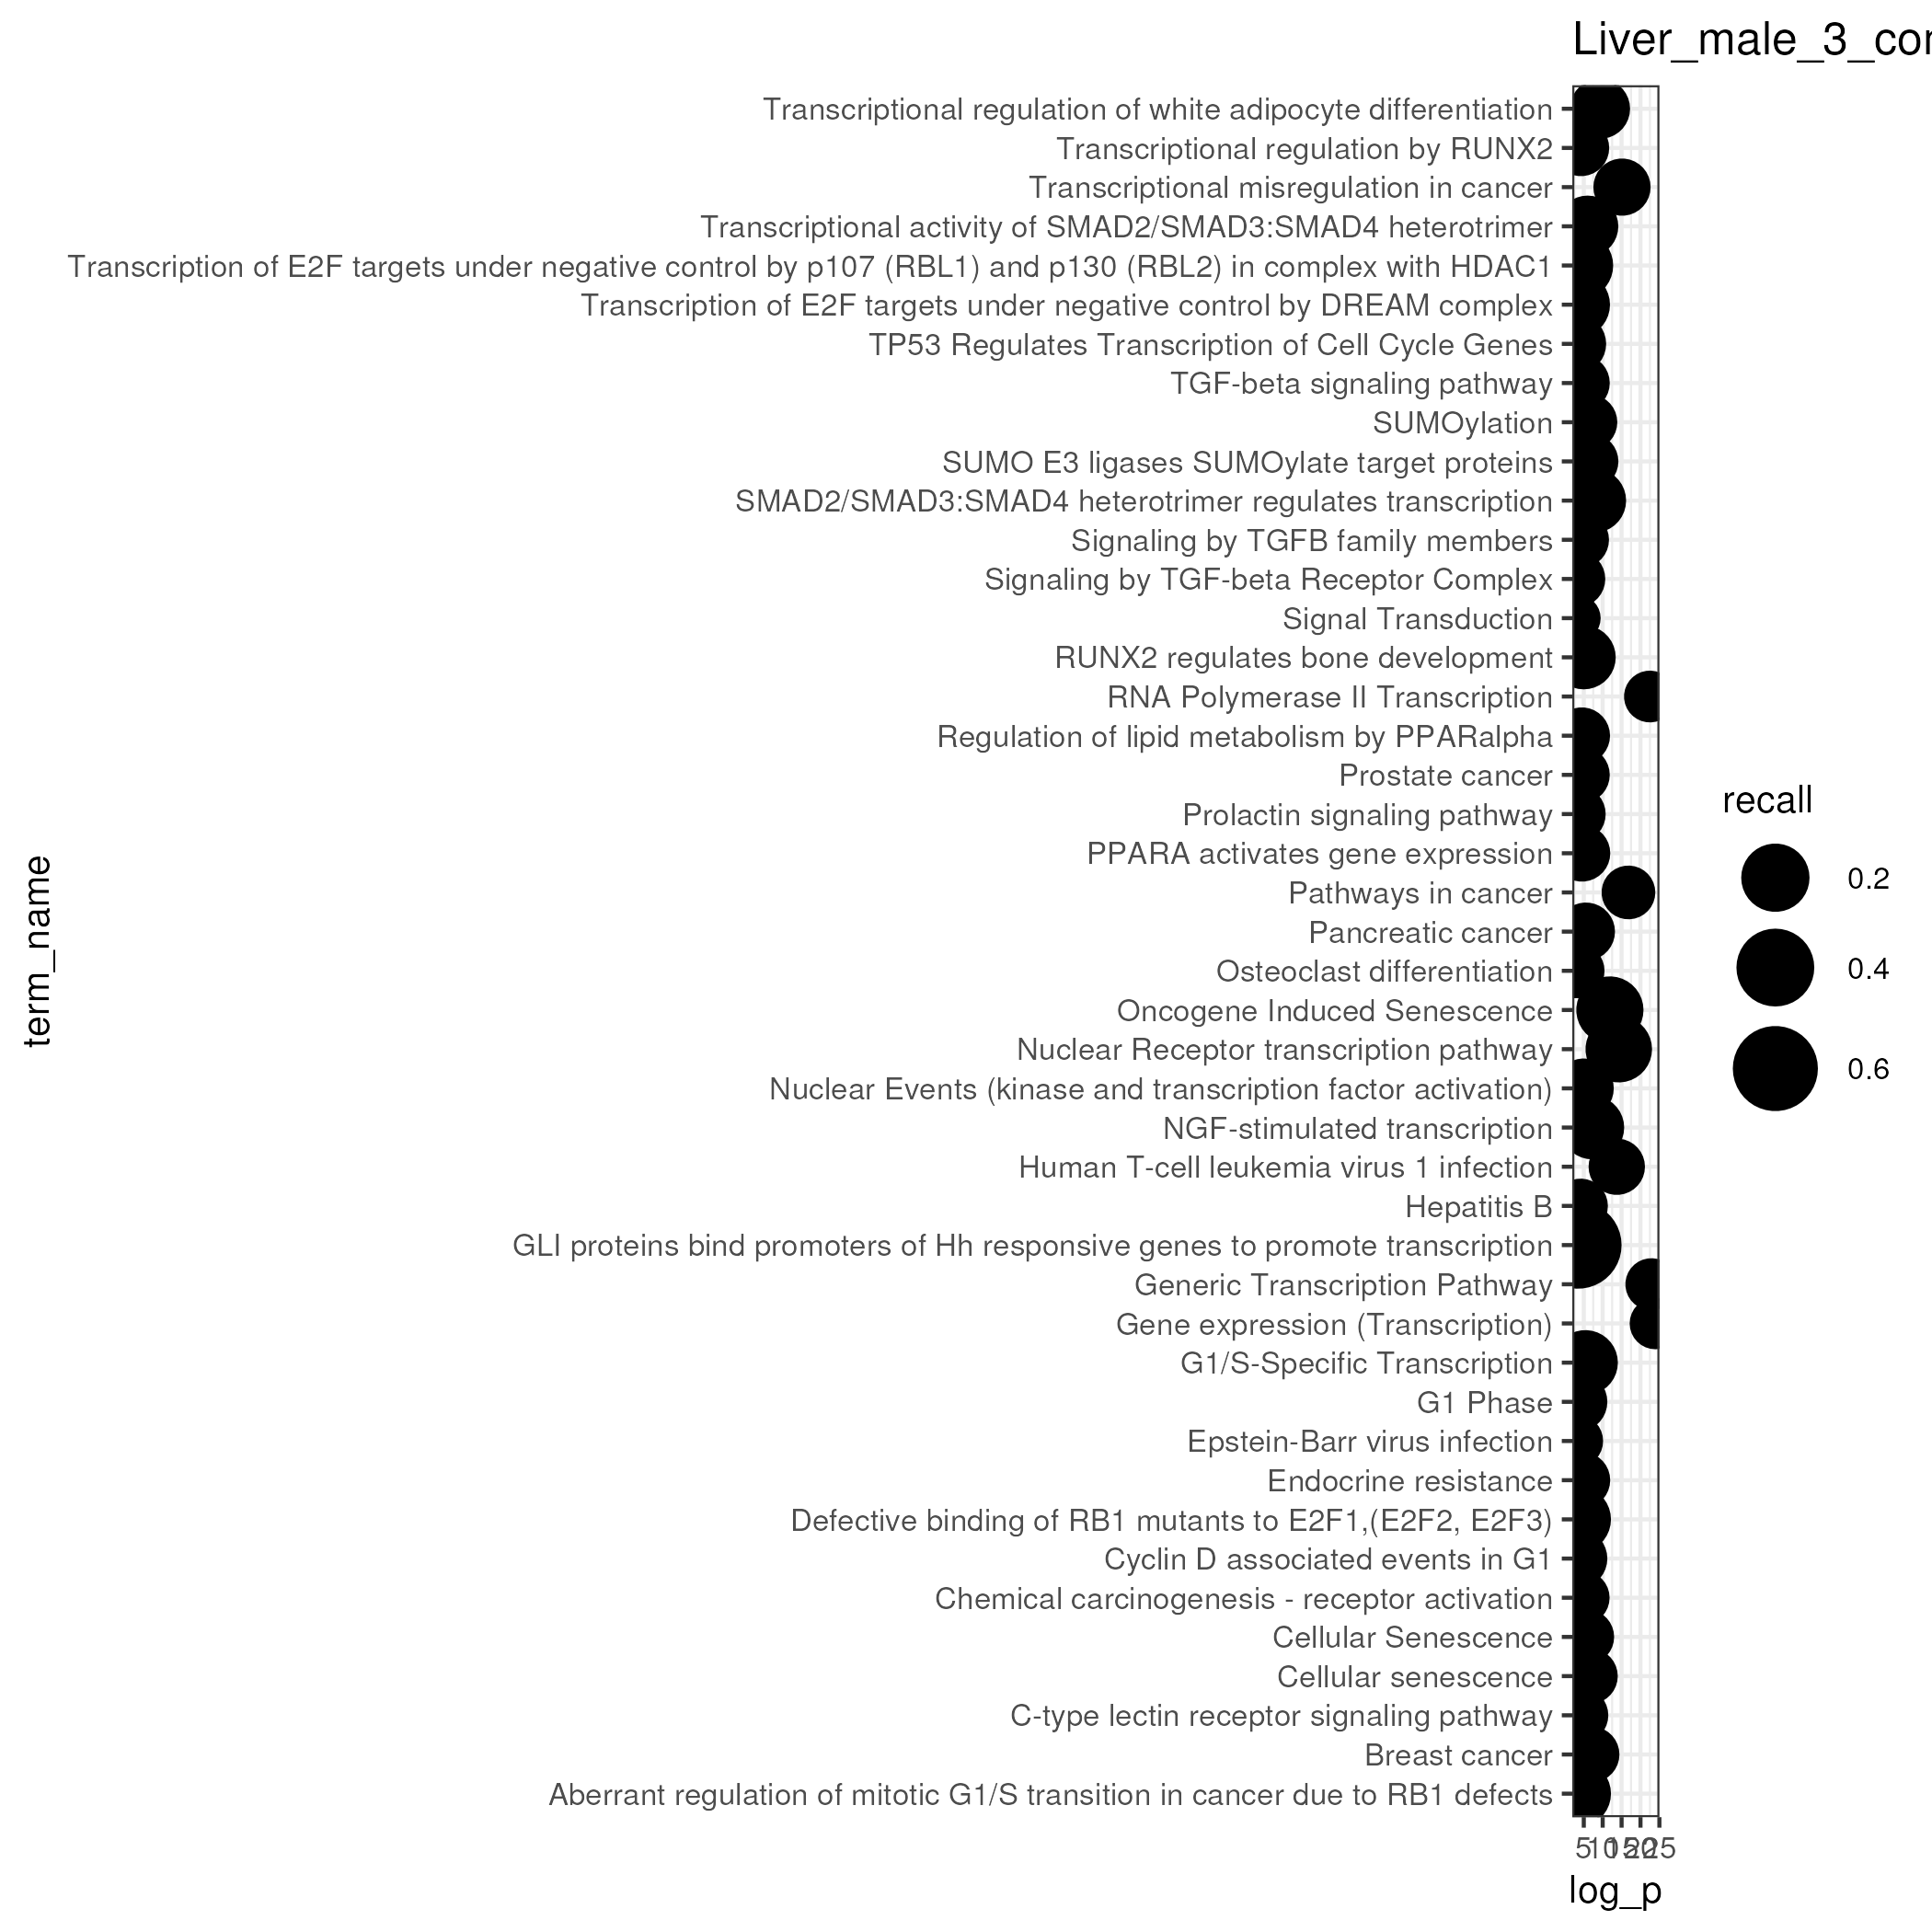 Liver_male_3_cor
Transcriptional regulation of white adipocyte differentiation
Transcriptional regulation by RUNX2
Transcriptional misregulation in cancer
Transcriptional activity of SMAD2/SMAD3:SMAD4 heterotrimer
Transcription of E2F targets under negative control by p107 (RBL1) and p130 (RBL2) in complex with HDAC1
Transcription of E2F targets under negative control by DREAM complex
TP53 Regulates Transcription of Cell Cycle Genes
TGF-beta signaling pathway
SUMOylation
SUMO E3 ligases SUMOylate target proteins
SMAD2/SMAD3:SMAD4 heterotrimer regulates transcription
Signaling by TGFB family members
Signaling by TGF-beta Receptor Complex
Signal Transduction
RUNX2 regulates bone development
RNA Polymerase II Transcription
Regulation of lipid metabolism by PPARalpha
Prostate cancer
Prolactin signaling pathway
PPARA activates gene expression
Pathways in cancer
Pancreatic cancer
Osteoclast differentiation
Oncogene Induced Senescence
Nuclear Receptor transcription pathway
Nuclear Events (kinase and transcription factor activation)
NGF-stimulated transcription
Human T-cell leukemia virus 1 infection
Hepatitis B
GLI proteins bind promoters of Hh responsive genes to promote transcription
Generic Transcription Pathway
Gene expression (Transcription)
G1/S-Specific Transcription
G1 Phase
Epstein-Barr virus infection
Endocrine resistance
Defective binding of RB1 mutants to E2F1,(E2F2, E2F3)
Cyclin D associated events in G1
Chemical carcinogenesis - receptor activation
Cellular Senescence
Cellular senescence
C-type lectin receptor signaling pathway
Breast cancer
Aberrant regulation of mitotic G1/S transition in cancer due to RB1 defects
term_name
5 10 15 20 25
log_p
recall
0.2
0.4
0.6